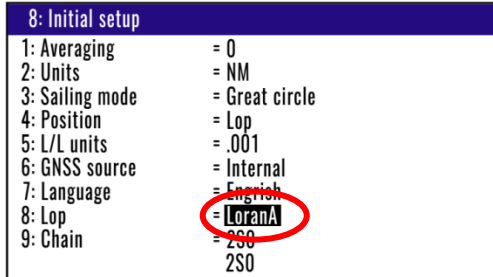 8: Initial setup
1: Averaging = 0
2: Units = NM
3: Sailing mode = Great circle
4: Position = Lop
5: L/L units = .001
6: GNSS source = Internal
7: Language = Engrish
8: Lop = LoranA
9: Chain = 2S0
2S0